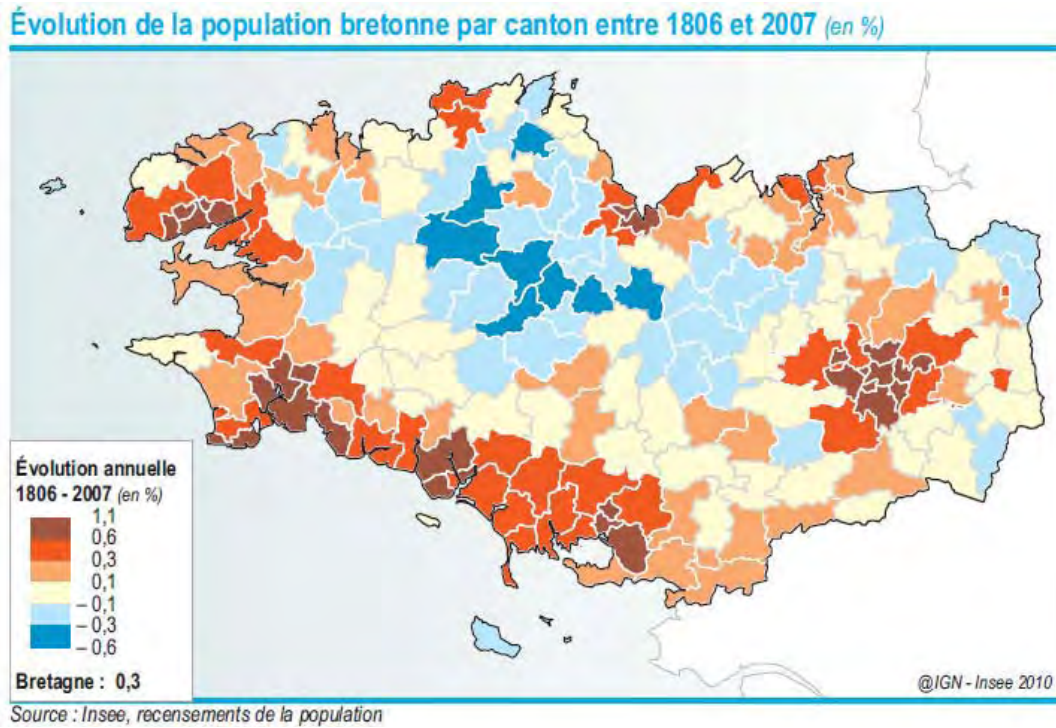 Évolution de la population bretonne par canton entre 1806 et 2007 (en %)
Évolution annuelle
1806 - 2007 (en %)
1,1
0,6
0,3
0,1
– 0,1
– 0,3
– 0,6
Bretagne : 0,3
@IGN - Insee 2010
Source : Insee, recensements de la population